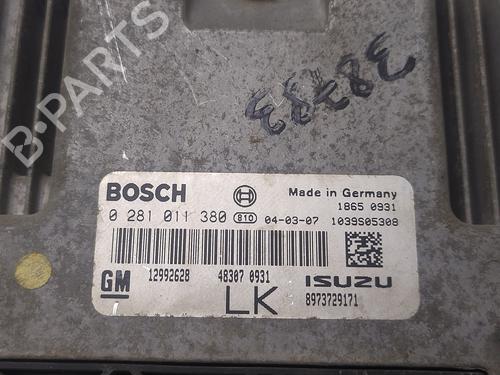 B-PARTS
38783
BOSCH
Made in Germany
1865 0931
0 281 011 380 810 04-03-07 1039S05308
GM 12992628 48307 0931 ISUZU
LK 8973729171